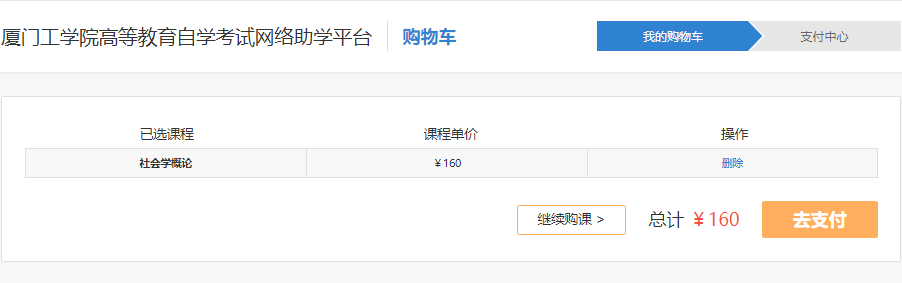 厦门工学院高等教育自学考试网络助学平台 购物车 我的购物车 支付中心
已选课程 课程单价 操作
社会学概论 ¥160 删除
继续购课 > 总计 ¥160 去支付